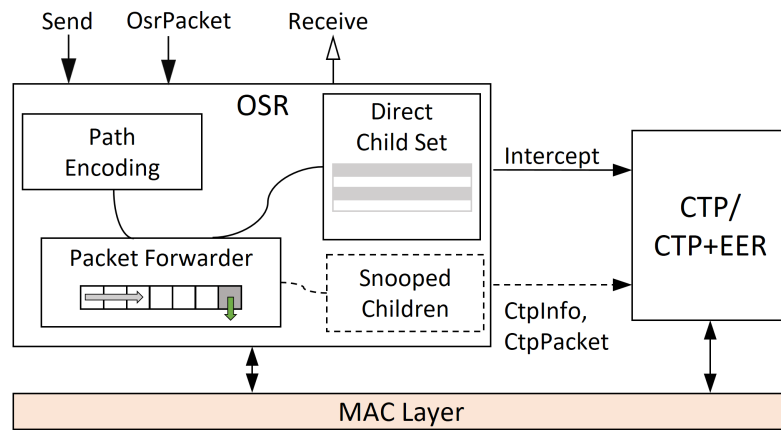 Send
OsrPacket
Receive
OSR
Path
Encoding
Direct
Child Set
Intercept
CTP/
CTP+EER
Packet Forwarder
Snooped
Children
CtpInfo,
CtpPacket
MAC Layer